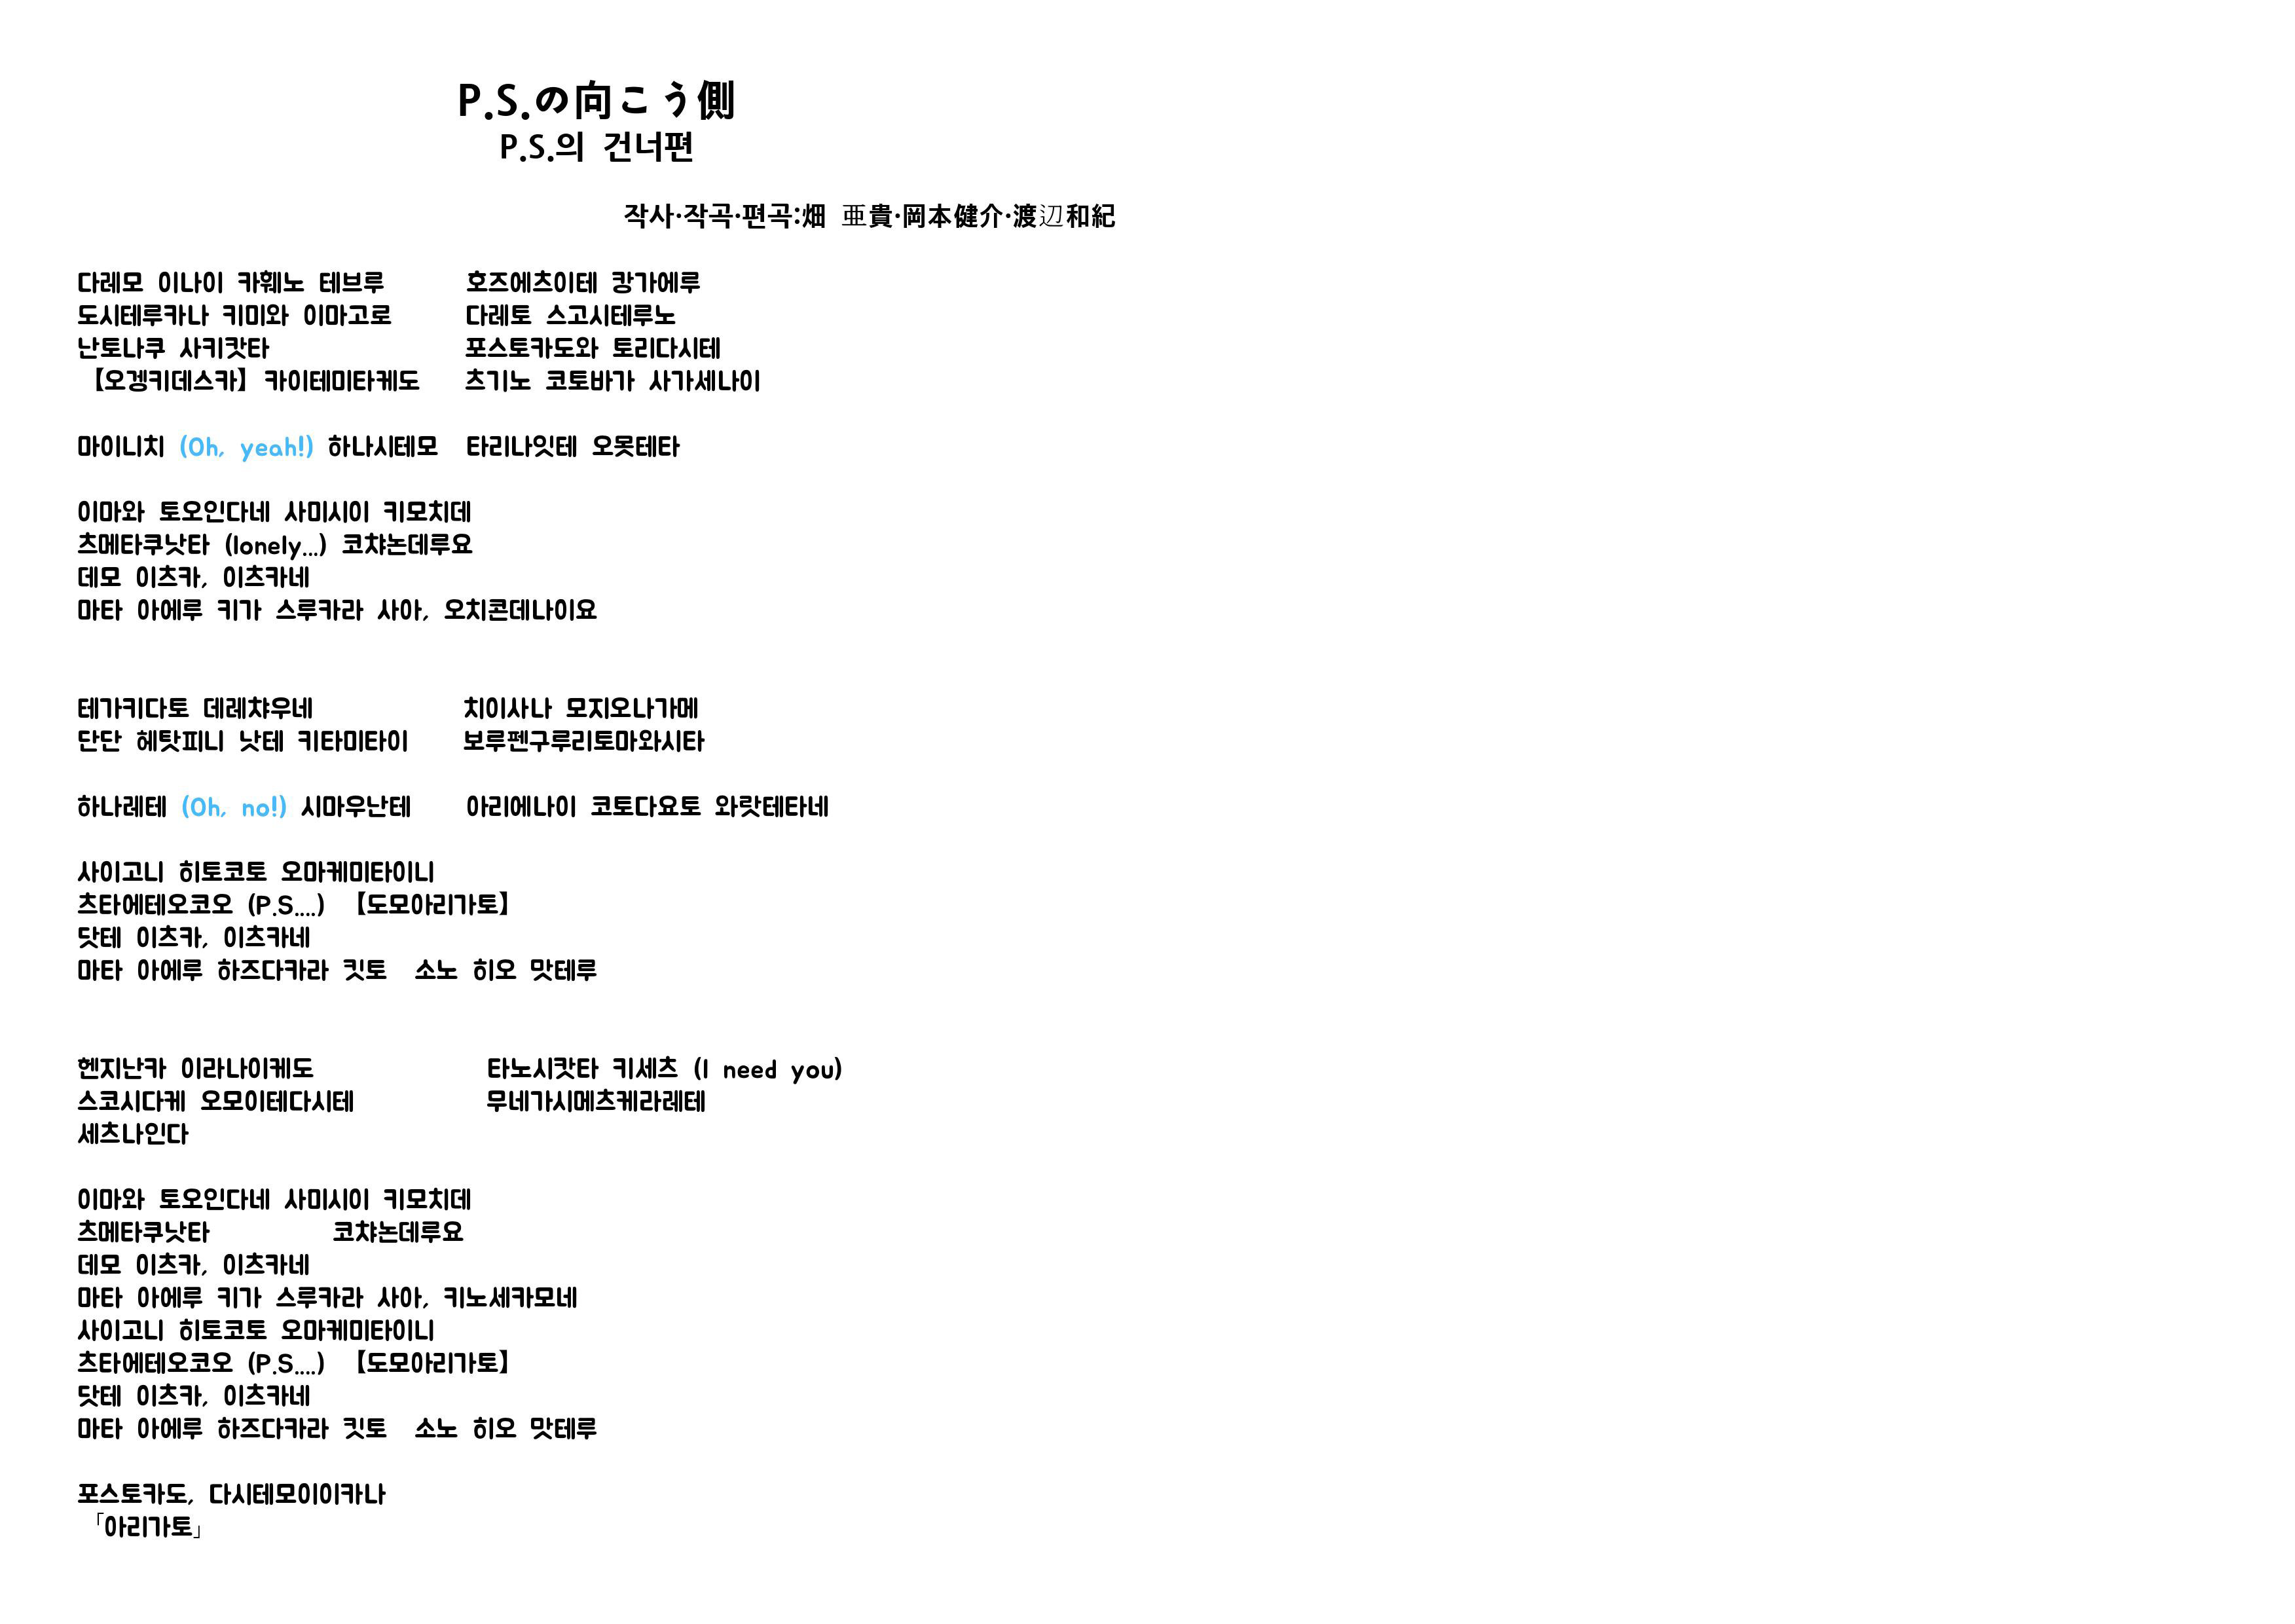 P.S.の向こう側
P.S.의 건너편
작사·작곡·편곡:畑 亜貴·岡本健介·渡辺和紀
다레모 이나이 카훼노 테브루 호즈에츠이테 캉가에루
도시테루카나 키미와 이마고로 다레토 스고시테루노
난토나쿠 사키캇타 포스토카도와 토리다시테
【오겡키데스카】 카이테미타케도 츠기노 코토바가 사가세나이
마이니치 (Oh, yeah!) 하나시테모 타리나잇테 오못테타
이마와 토오인다네 사미시이 키모치데
츠메타쿠낫타 (lonely...) 코챠논데루요
데모 이츠카, 이츠카네
마타 아에루 키가 스루카라 사아, 오치콘데나이요
테가키다토 데레챠우네 치이사나 모지오나가메
단단 헤탓피니 낫테 키타미타이 보루펜구루리토마와시타
하나레테 (Oh, no!) 시마우난테 아리에나이 코토다요토 와랏테타네
사이고니 히토코토 오마케미타이니
츠타에테오코오 (P.S....) 【도모아리가토】
닷테 이츠카, 이츠카네
마타 아에루 하즈다카라 킷토 소노 히오 맛테루
헨지난카 이라나이케도 타노시캇타 키세츠 (I need you)
스코시다케 오모이테다시테 무네가시메츠케라레테
세츠나인다
이마와 토오인다네 사미시이 키모치데
츠메타쿠낫타 코챠논데루요
데모 이츠카, 이츠카네
마타 아에루 키가 스루카라 사아, 키노세카모네
사이고니 히토코토 오마케미타이니
츠타에테오코오 (P.S....) 【도모아리가토】
닷테 이츠카, 이츠카네
마타 아에루 하즈다카라 킷토 소노 히오 맛테루
포스토카도, 다시테모이이카나
「아리가토」